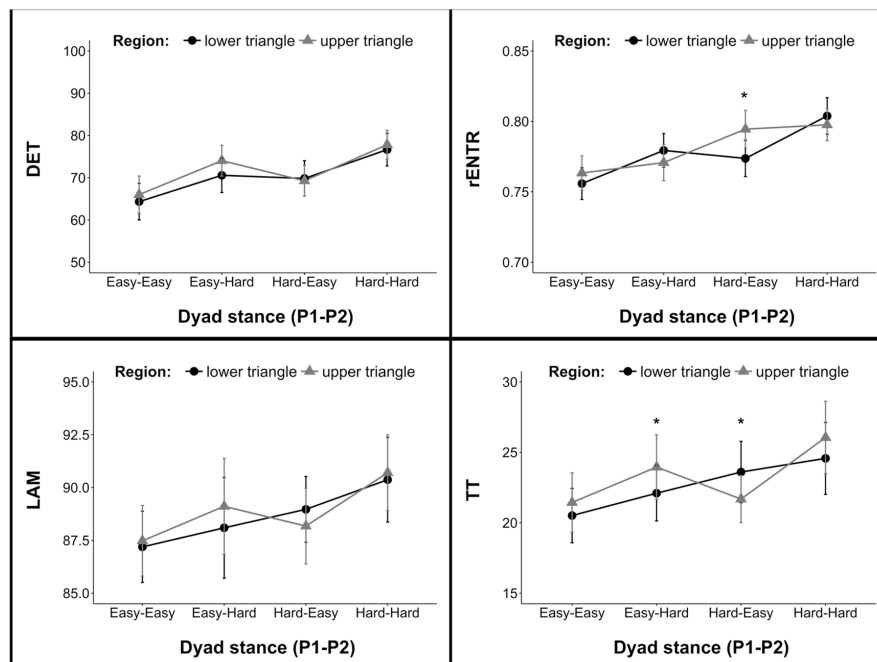 Region: lower triangle upper triangle
100
90
80
70
60
50
DET
Easy-Easy Easy-Hard Hard-Easy Hard-Hard
Dyad stance (P1-P2)
Region: lower triangle upper triangle
0.85
0.80
0.75
0.70
rENTR
*
Easy-Easy Easy-Hard Hard-Easy Hard-Hard
Dyad stance (P1-P2)
Region: lower triangle upper triangle
95.0
92.5
90.0
87.5
85.0
LAM
Easy-Easy Easy-Hard Hard-Easy Hard-Hard
Dyad stance (P1-P2)
Region: lower triangle upper triangle
30
25
20
15
TT
* *
Easy-Easy Easy-Hard Hard-Easy Hard-Hard
Dyad stance (P1-P2)